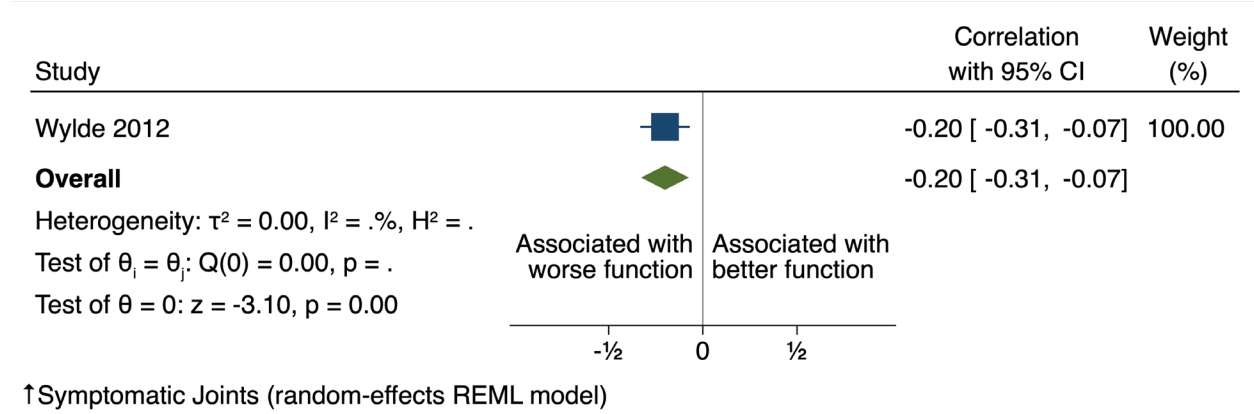 Correlation Weight
Study with 95% CI (%)
Wylde 2012 -0.20 [ -0.31, -0.07] 100.00
Overall -0.20 [ -0.31, -0.07]
Heterogeneity: τ² = 0.00, I² = .%, H² = .
Associated with Associated with
Test of θᵢ = θⱼ: Q(0) = 0.00, p = .
worse function better function
Test of θ = 0: z = -3.10, p = 0.00
-½ 0 ½
↑Symptomatic Joints (random-effects REML model)